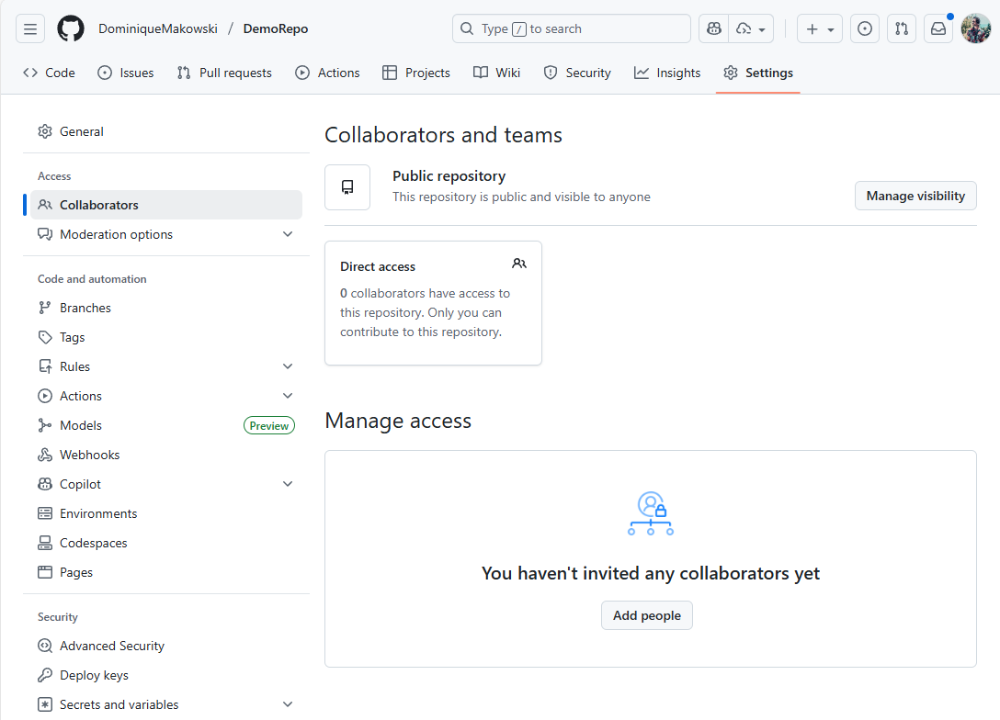 DominiqueMakowski / DemoRepo
Type / to search
Code
Issues
Pull requests
Actions
Projects
Wiki
Security
Insights
Settings
General
Access
Collaborators
Moderation options
Code and automation
Branches
Tags
Rules
Actions
Models
Preview
Webhooks
Copilot
Environments
Codespaces
Pages
Security
Advanced Security
Deploy keys
Secrets and variables
Collaborators and teams
Public repository
This repository is public and visible to anyone
Manage visibility
Direct access
0 collaborators have access to
this repository. Only you can
contribute to this repository.
Manage access
You haven't invited any collaborators yet
Add people